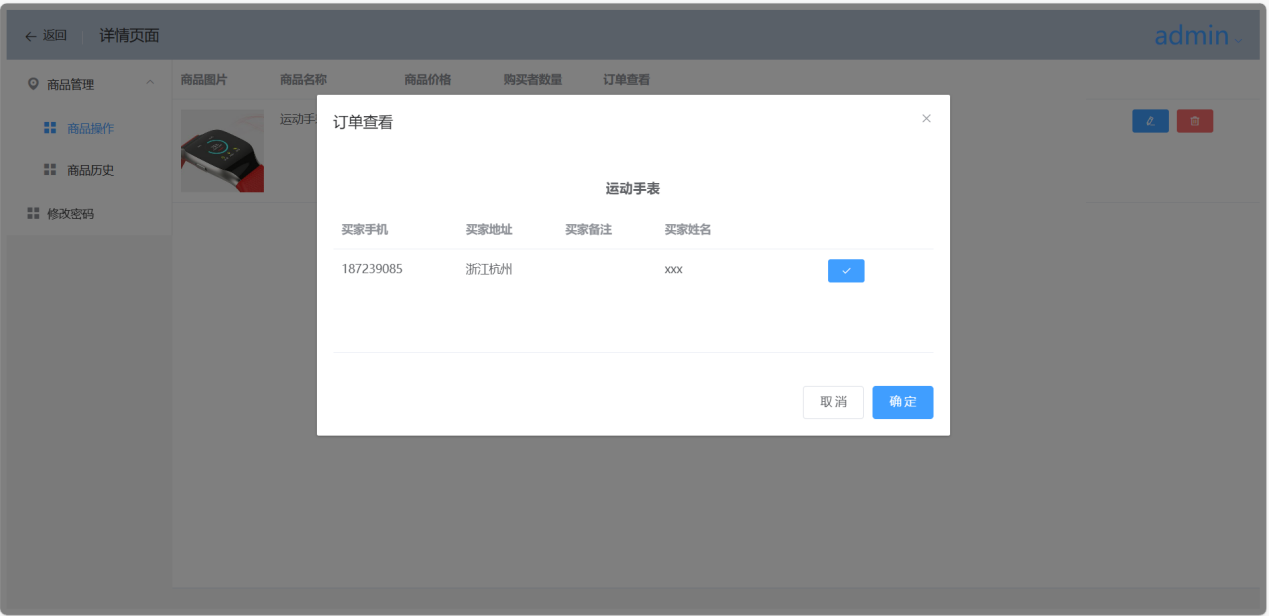 返回 详情页面 admin
商品管理
商品操作
商品历史
修改密码
商品图片 商品名称 商品价格 购买者数量 订单查看
运动手
订单查看
运动手表
买家手机 买家地址 买家备注 买家姓名
187239085 浙江杭州 xxx
取消 确定